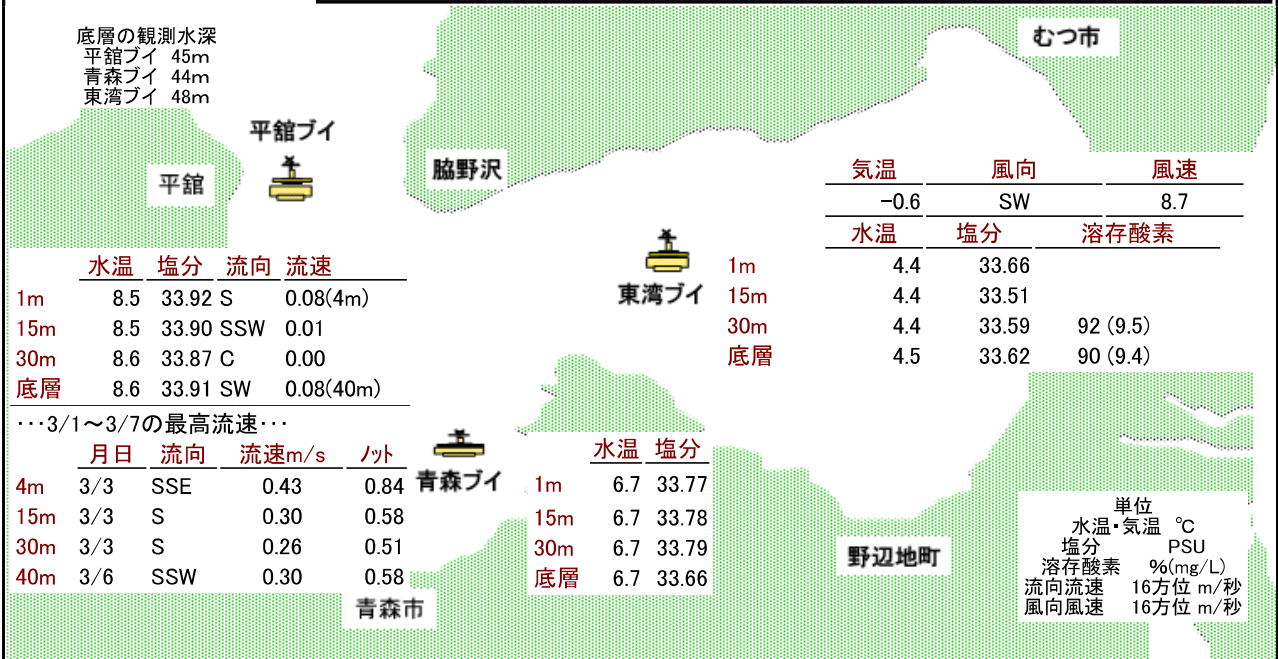 底層の観測水深
平舘ブイ 45m
青森ブイ 44m
東湾ブイ 48m
むつ市
平舘ブイ
平舘
脇野沢
気温 風向 風速
-0.6 SW 8.7
水温 塩分 溶存酸素
1m 4.4 33.66
15m 4.4 33.51
30m 4.4 33.59 92 (9.5)
底層 4.5 33.62 90 (9.4)
東湾ブイ
水温 塩分 流向 流速
1m 8.5 33.92 S 0.08(4m)
15m 8.5 33.90 SSW 0.01
30m 8.6 33.87 C 0.00
底層 8.6 33.91 SW 0.08(40m)
…3/1～3/7の最高流速…
月日 流向 流速m/s ノット
4m 3/3 SSE 0.43 0.84
15m 3/3 S 0.30 0.58
30m 3/3 S 0.26 0.51
40m 3/6 SSW 0.30 0.58
青森ブイ
水温 塩分
1m 6.7 33.77
15m 6.7 33.78
30m 6.7 33.79
底層 6.7 33.66
青森市
野辺地町
単位
水温・気温 ℃
塩分 PSU
溶存酸素 %(mg/L)
流向流速 16方位 m/秒
風向風速 16方位 m/秒